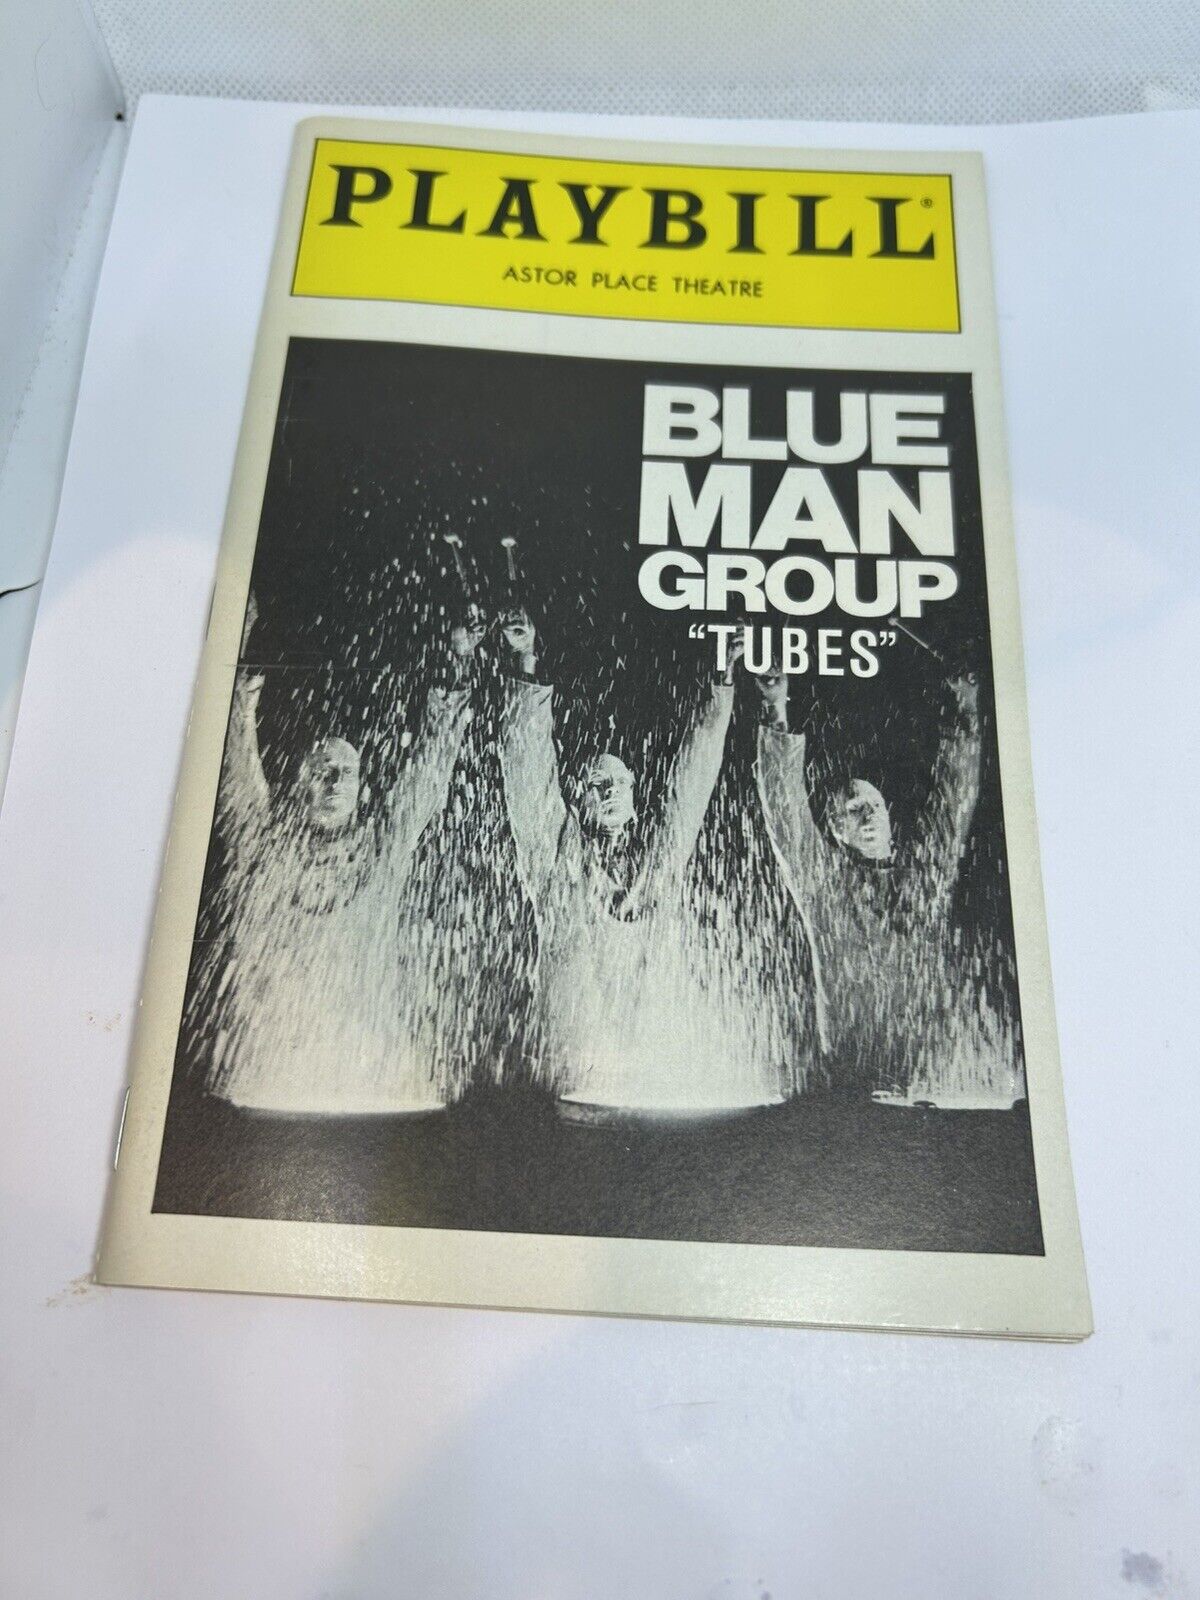 PLAYBILL®
ASTOR PLACE THEATRE
BLUE
MAN
GROUP
“TUBES”